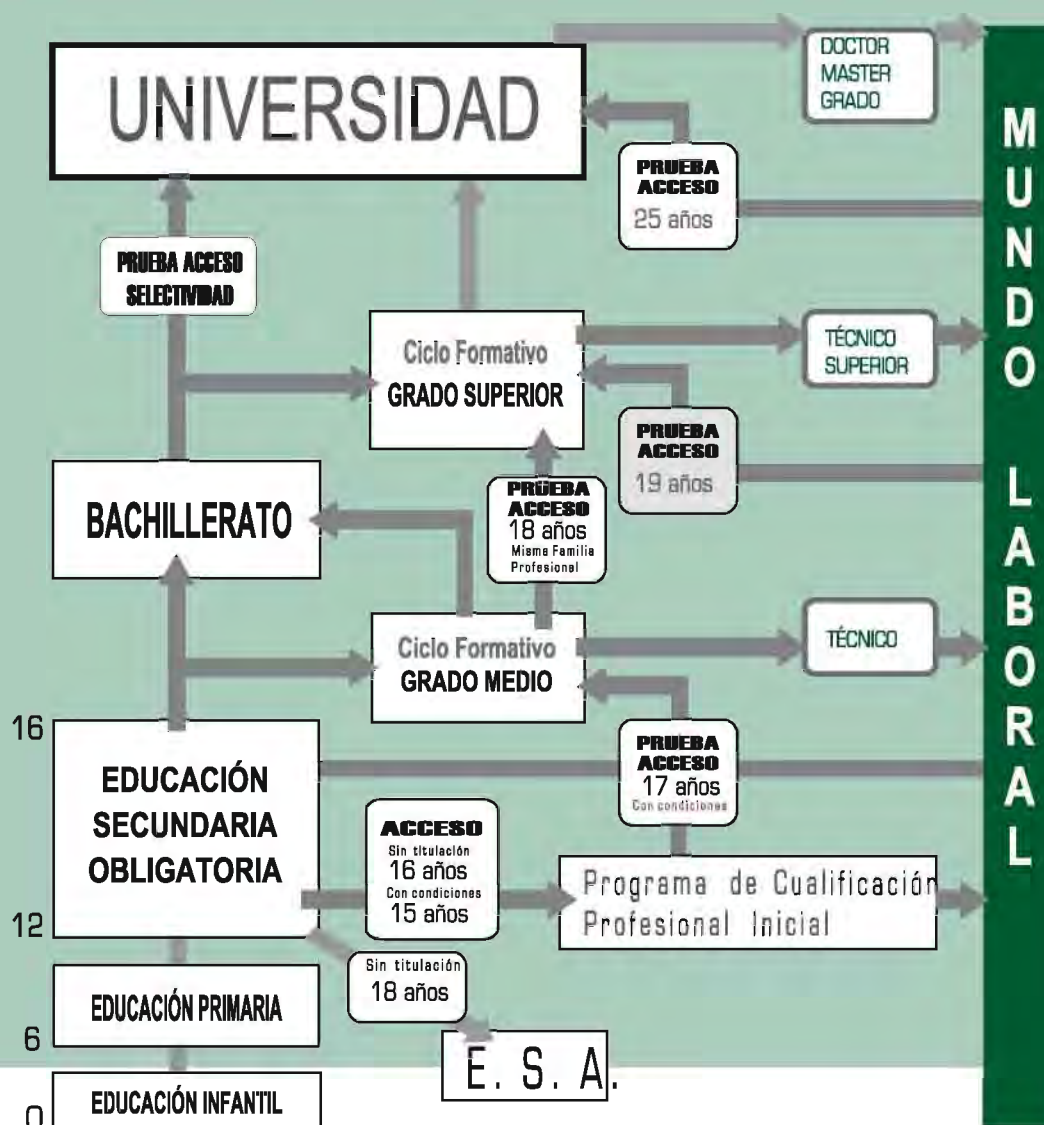 DOCTOR
MASTER
GRADO
UNIVERSIDAD
PRUEBA
ACCESO
25 años
PRUEBA ACCESO
SELECTIVIDAD
Ciclo Formativo
GRADO SUPERIOR
TÉCNICO
SUPERIOR
PRUEBA
ACCESO
19 años
BACHILLERATO
PRUEBA
ACCESO
18 años
Misma Familia
Profesional
Ciclo Formativo
GRADO MEDIO
TÉCNICO
16
EDUCACIÓN
SECUNDARIA
OBLIGATORIA
12
PRUEBA
ACCESO
17 años
Con condiciones
ACCESO
Sin titulación
16 años
Con condiciones
15 años
Programa de Cualificación
Profesional Inicial
Sin titulación
18 años
EDUCACIÓN PRIMARIA
6
E. S. A.
EDUCACIÓN INFANTIL
0
MUNDO LABORAL